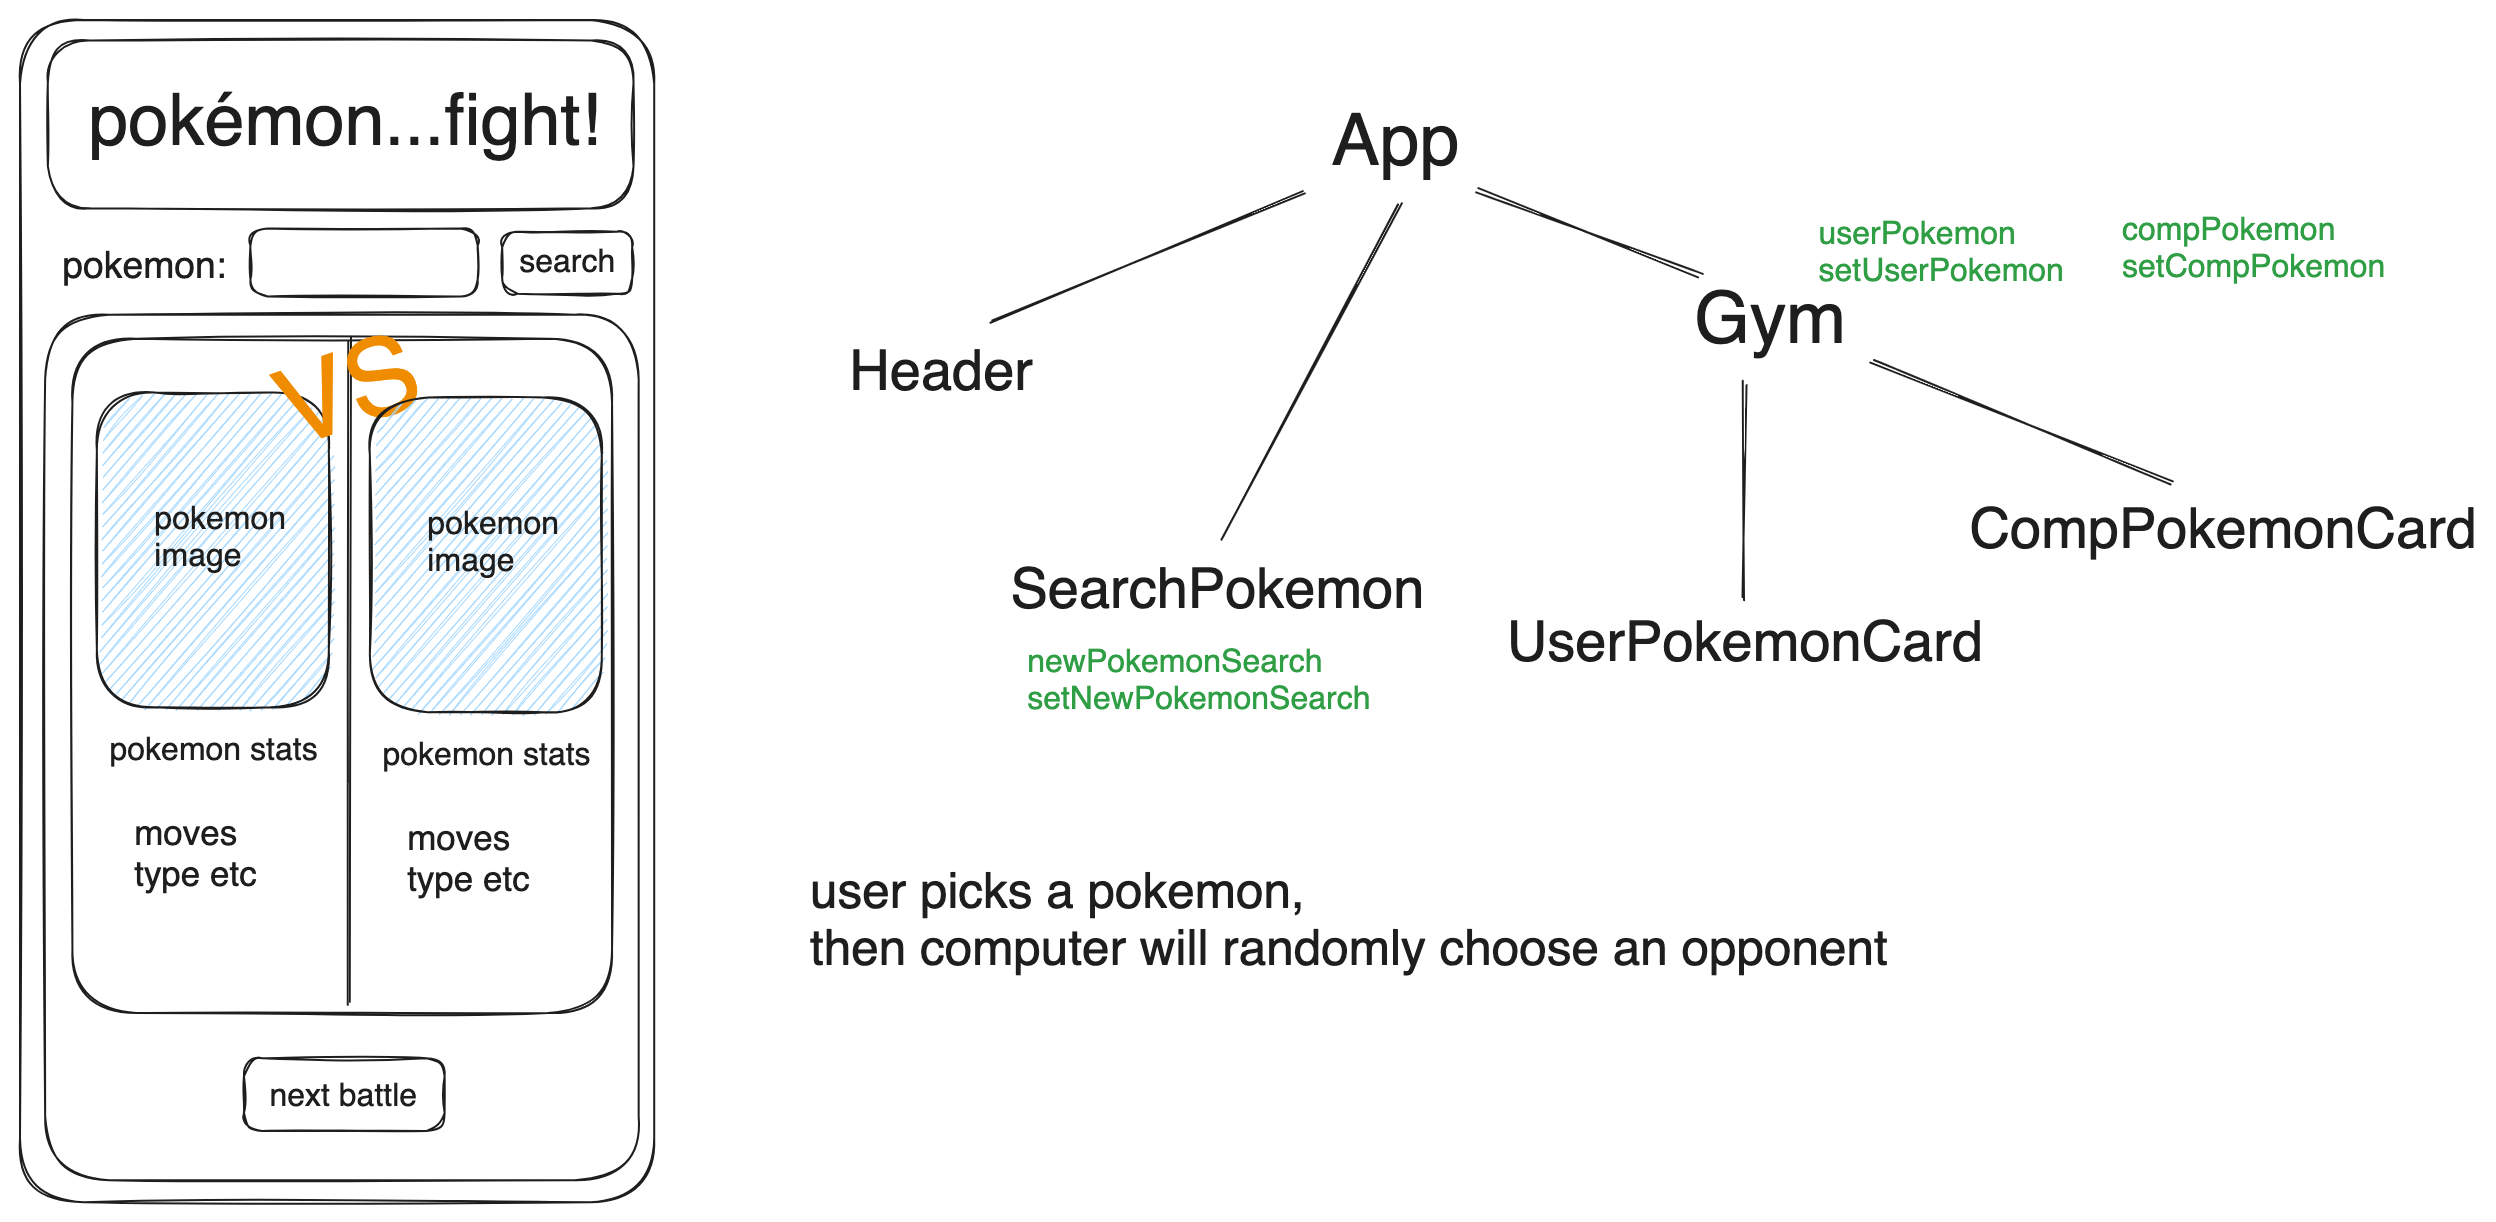 pokémon...fight!
pokemon:
search
vs
pokemon
image
pokemon stats
moves
type etc
pokemon
image
pokemon stats
moves
type etc
next battle
App
Header
SearchPokemon
newPokemonSearch
setNewPokemonSearch
Gym
userPokemon
setUserPokemon
compPokemon
setCompPokemon
UserPokemonCard
CompPokemonCard
user picks a pokemon,
then computer will randomly choose an opponent